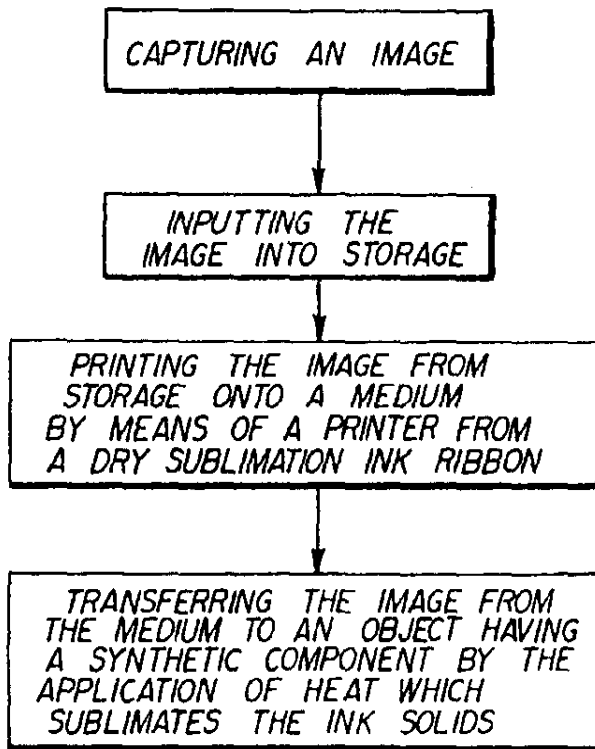 CAPTURING AN IMAGE
INPUTTING THE
IMAGE INTO STORAGE
PRINTING THE IMAGE FROM
STORAGE ONTO A MEDIUM
BY MEANS OF A PRINTER FROM
A DRY SUBLIMATION INK RIBBON
TRANSFERRING THE IMAGE FROM
THE MEDIUM TO AN OBJECT HAVING
A SYNTHETIC COMPONENT BY THE
APPLICATION OF HEAT WHICH
SUBLIMATES THE INK SOLIDS